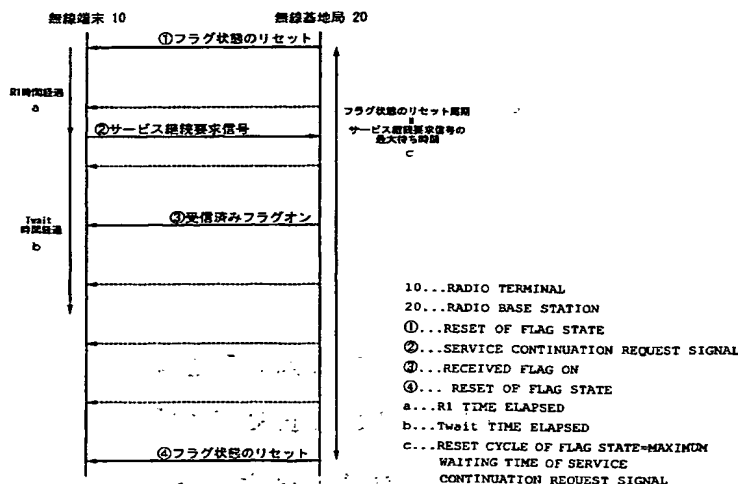 無線端末 10
無線基地局 20
①フラグ状態のリセット
R1時間経過
a
②サービス継続要求信号
フラグ状態のリセット周期
=
サービス継続要求信号の
最大待ち時間
c
③受信済みフラグオン
Twait
時間経過
b
④フラグ状態のリセット
10...RADIO TERMINAL
20...RADIO BASE STATION
①...RESET OF FLAG STATE
②...SERVICE CONTINUATION REQUEST SIGNAL
③...RECEIVED FLAG ON
④... RESET OF FLAG STATE
a...R1 TIME ELAPSED
b...Twait TIME ELAPSED
c...RESET CYCLE OF FLAG STATE=MAXIMUM
WAITING TIME OF SERVICE
CONTINUATION REQUEST SIGNAL